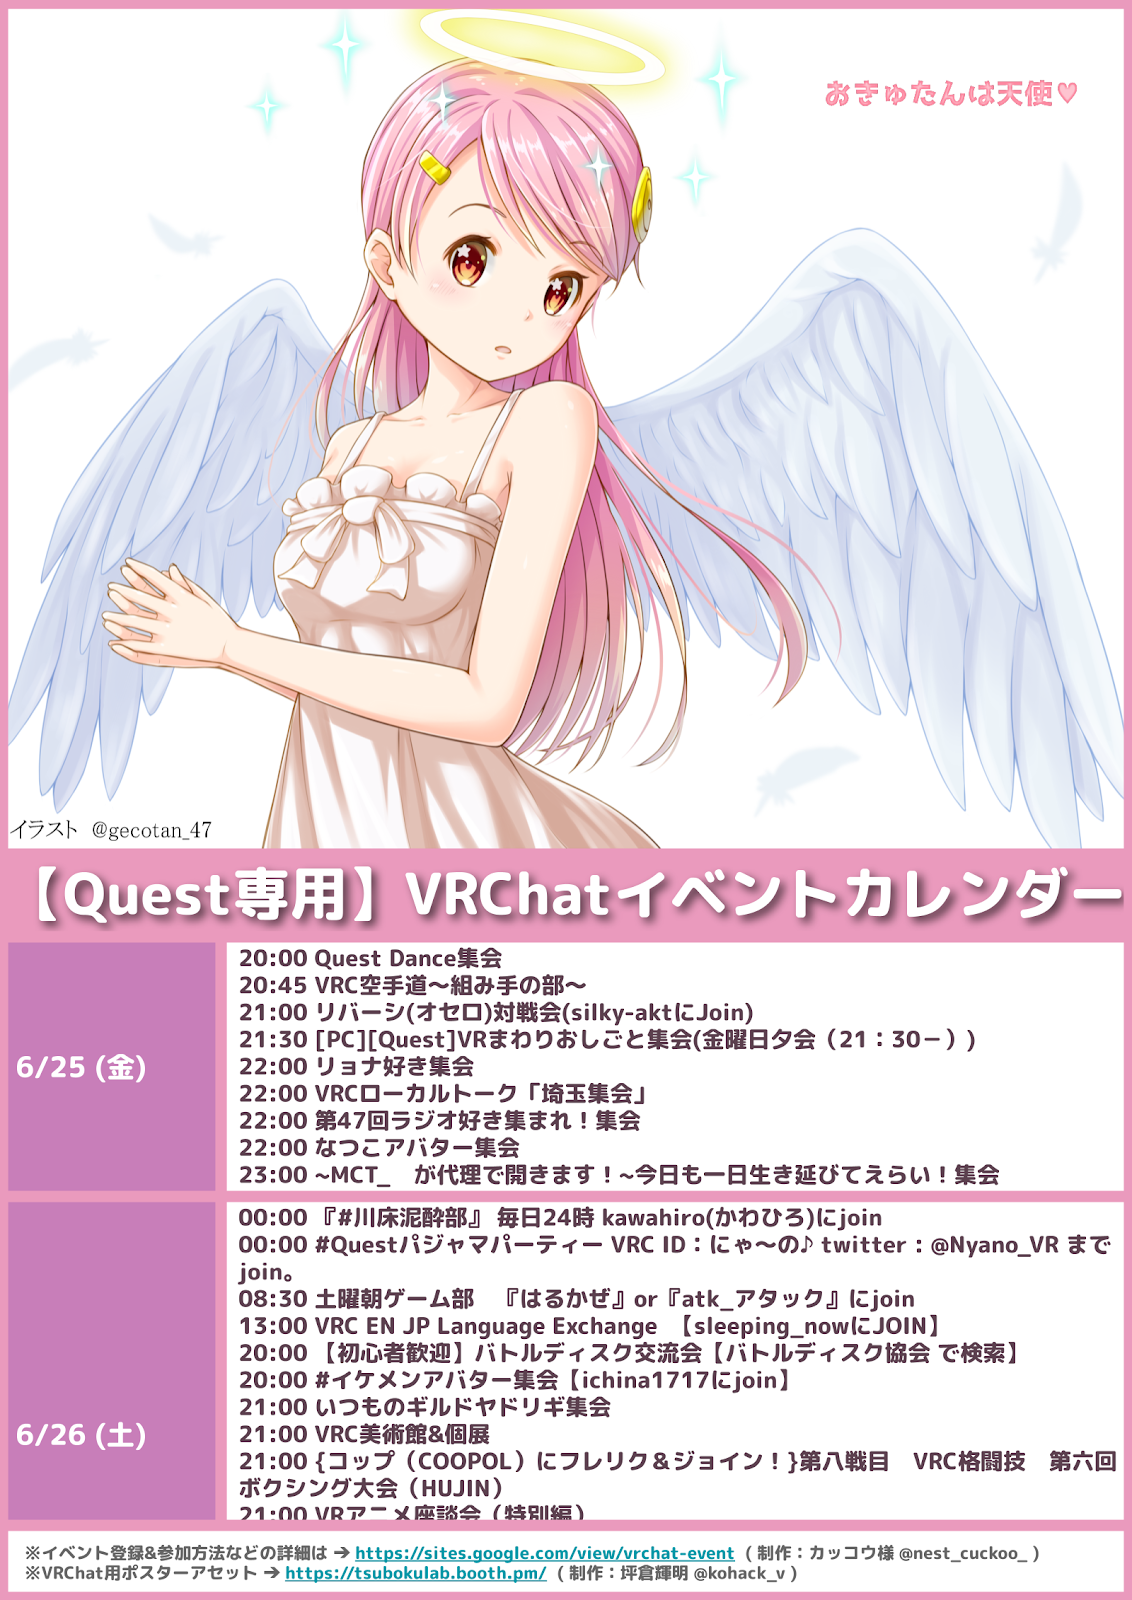 おきゅたんは天使♥
イラスト　@gecotan_47
【Quest専用】VRChatイベントカレンダー
6/25 (金)
20:00 Quest Dance集会
20:45 VRC空手道～組み手の部～
21:00 リバーシ(オセロ)対戦会(silky-aktにJoin)
21:30 [PC][Quest]VRまわりおしごと集会(金曜日夕会（21：30－）)
22:00 リョナ好き集会
22:00 VRCローカルトーク「埼玉集会」
22:00 第47回ラジオ好き集まれ！集会
22:00 なつこアバター集会
23:00 ~MCT_　が代理で開きます！~今日も一日生き延びてえらい！集会
6/26 (土)
00:00 『#川床泥酔部』 毎日24時 kawahiro(かわひろ)にjoin
00:00 #Questパジャマパーティー VRC ID：にゃ～の♪ twitter : @Nyano_VR まで
join。
08:30 土曜朝ゲーム部　『はるかぜ』or『atk_アタック』にjoin
13:00 VRC EN JP Language Exchange 【sleeping_nowにJOIN】
20:00 【初心者歓迎】バトルディスク交流会【バトルディスク協会 で検索】
20:00 #イケメンアバター集会【ichina1717にjoin】
21:00 いつものギルドヤドリギ集会
21:00 VRC美術館&個展
21:00 {コップ（COOPOL）にフレリク＆ジョイン！}第八戦目　VRC格闘技　第六回
ボクシング大会（HUJIN）
21:00 VRアニメ座談会（特別編）
※イベント登録&参加方法などの詳細は ➔ https://sites.google.com/view/vrchat-event ( 制作：カッコウ様 @nest_cuckoo_ )
※VRChat用ポスターアセット ➔ https://tsubokulab.booth.pm/ ( 制作：坪倉輝明 @kohack_v )